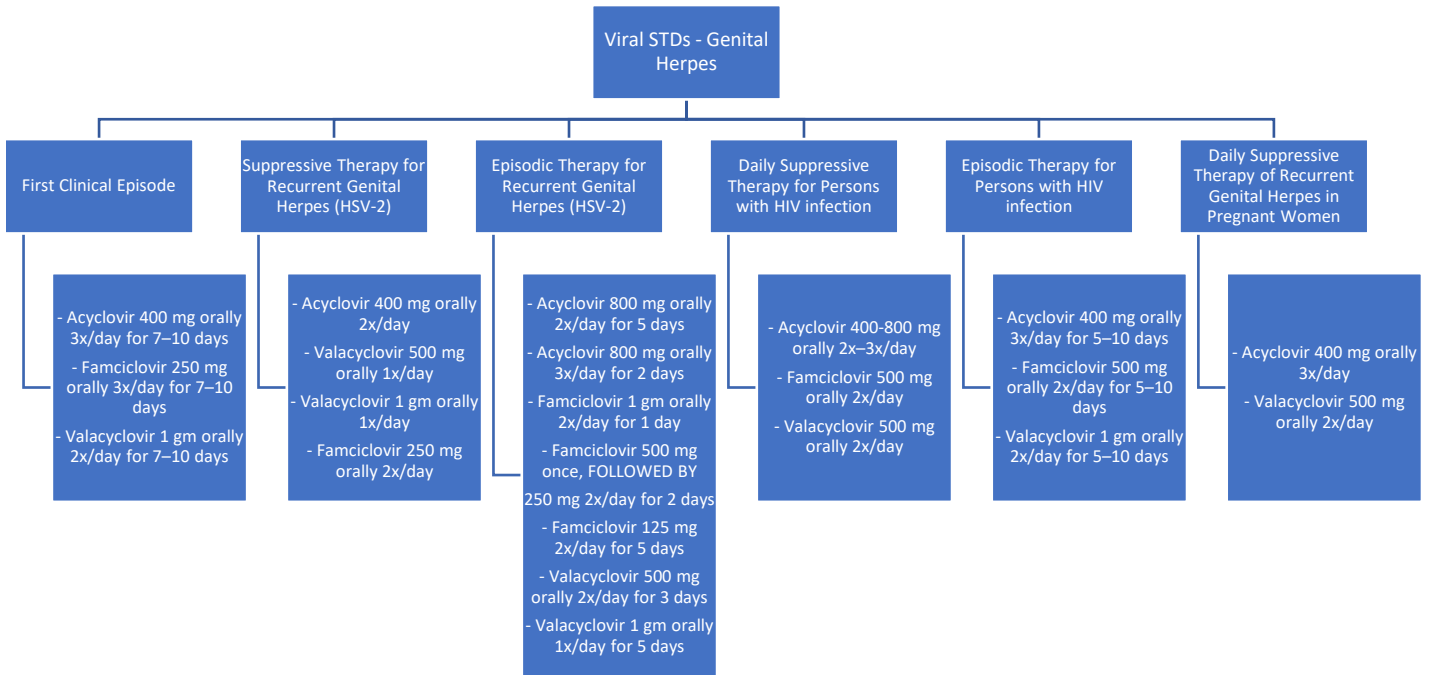 Viral STDs - Genital
Herpes
First Clinical Episode
- Acyclovir 400 mg orally
3x/day for 7–10 days
- Famciclovir 250 mg
orally 3x/day for 7–10
days
- Valacyclovir 1 gm orally
2x/day for 7–10 days
Suppressive Therapy for
Recurrent Genital
Herpes (HSV-2)
- Acyclovir 400 mg orally
2x/day
- Valacyclovir 500 mg
orally 1x/day
- Valacyclovir 1 gm orally
1x/day
- Famciclovir 250 mg
orally 2x/day
Episodic Therapy for
Recurrent Genital
Herpes (HSV-2)
- Acyclovir 800 mg orally
2x/day for 5 days
- Acyclovir 800 mg orally
3x/day for 2 days
- Famciclovir 1 gm orally
2x/day for 1 day
- Famciclovir 500 mg
once, FOLLOWED BY
250 mg 2x/day for 2 days
- Famciclovir 125 mg
2x/day for 5 days
- Valacyclovir 500 mg
orally 2x/day for 3 days
- Valacyclovir 1 gm orally
1x/day for 5 days
Daily Suppressive
Therapy for Persons
with HIV infection
- Acyclovir 400-800 mg
orally 2x–3x/day
- Famciclovir 500 mg
orally 2x/day
- Valacyclovir 500 mg
orally 2x/day
Episodic Therapy for
Persons with HIV
infection
- Acyclovir 400 mg orally
3x/day for 5–10 days
- Famciclovir 500 mg
orally 2x/day for 5–10
days
- Valacyclovir 1 gm orally
2x/day for 5–10 days
Daily Suppressive
Therapy of Recurrent
Genital Herpes in
Pregnant Women
- Acyclovir 400 mg orally
3x/day
- Valacyclovir 500 mg
orally 2x/day